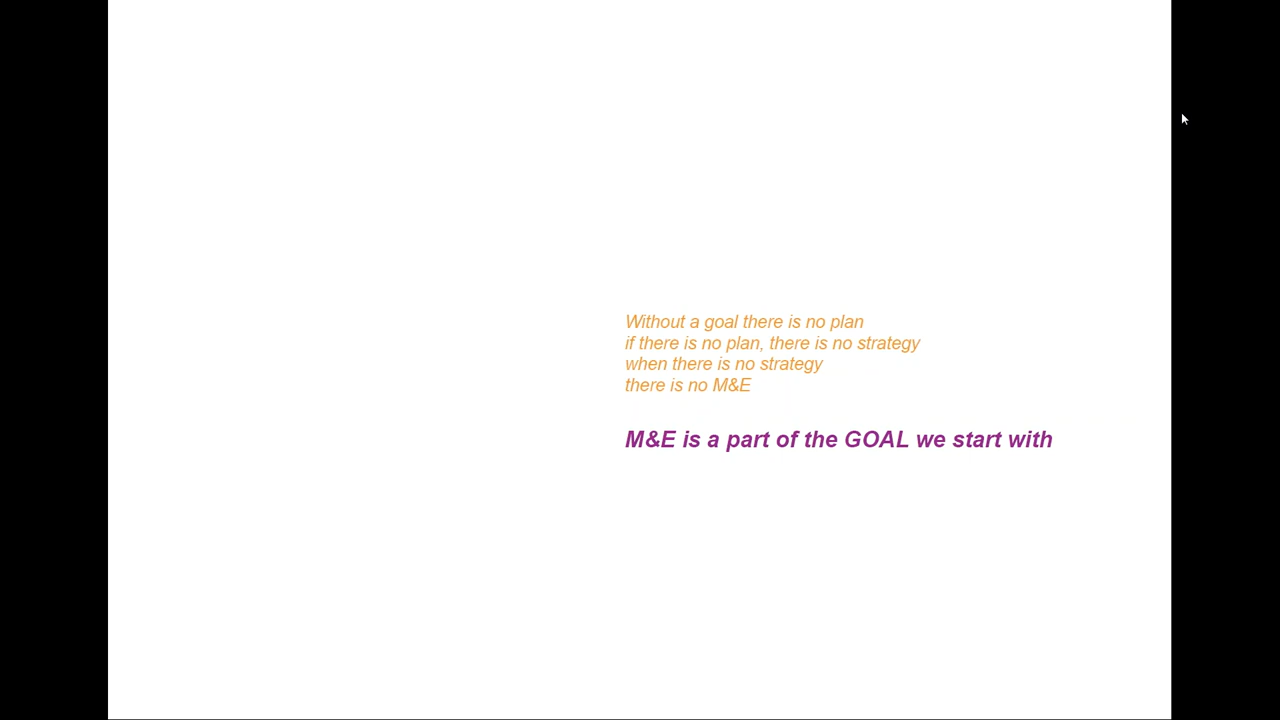 Without a goal there is no plan
if there is no plan, there is no strategy
when there is no strategy
there is no M&E
M&E is a part of the GOAL we start with